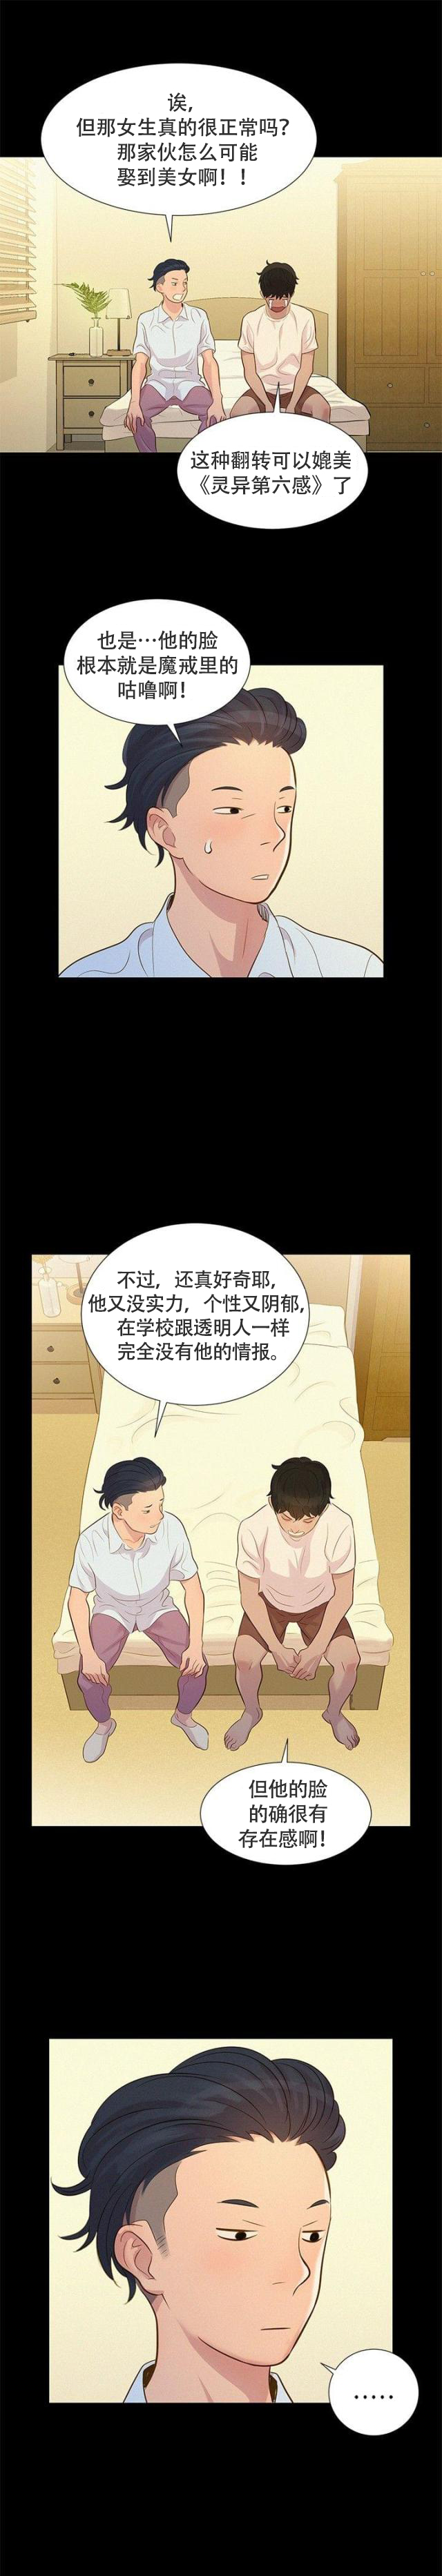 诶，
但那女生真的很正常吗？
那家伙怎么可能
娶到美女啊！！
这种翻转可以媲美
《灵异第六感》了
也是…他的脸
根本就是魔戒里的
咕噜啊！
不过，还真好奇耶，
他又没实力，个性又阴郁，
在学校跟透明人一样
完全没有他的情报。
但他的脸
的确很有
存在感啊！
.....